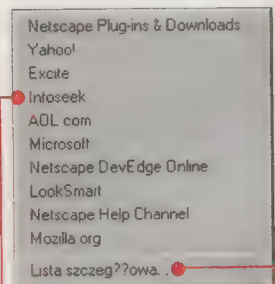 Netscape Plug-ins & Downloads
Yahoo!
Excite
Infoseek
AOL com
Microsoft
Netscape DevEdge Online
LookSmart
Netscape Help Channel
Mozilla org
Lista szczeg??owa. .